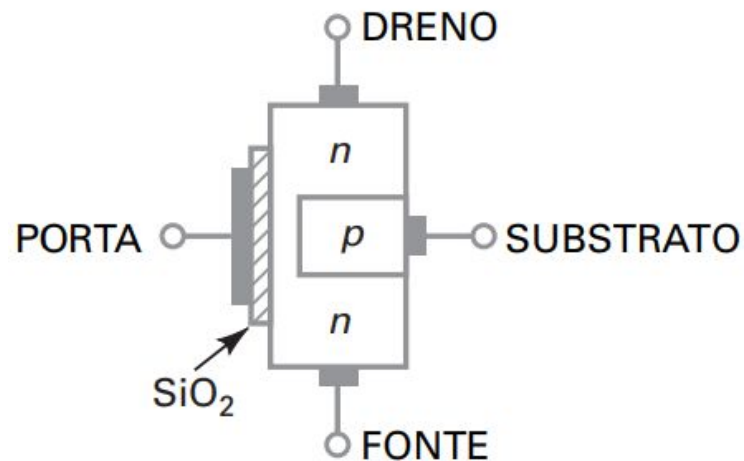 DRENO
n
PORTA
p
SUBSTRATO
n
SiO₂
FONTE